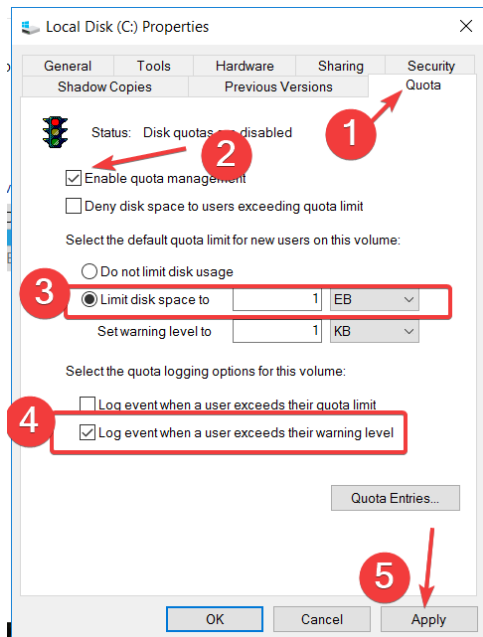 Local Disk (C:) Properties
General Tools Hardware Sharing Security
Shadow Copies Previous Versions Quota
1
Status: Disk quotas are disabled
2
Enable quota management
Deny disk space to users exceeding quota limit
Select the default quota limit for new users on this volume:
Do not limit disk usage
3
Limit disk space to 1 EB
Set warning level to 1 KB
Select the quota logging options for this volume:
Log event when a user exceeds their quota limit
4
Log event when a user exceeds their warning level
Quota Entries...
5
OK Cancel Apply